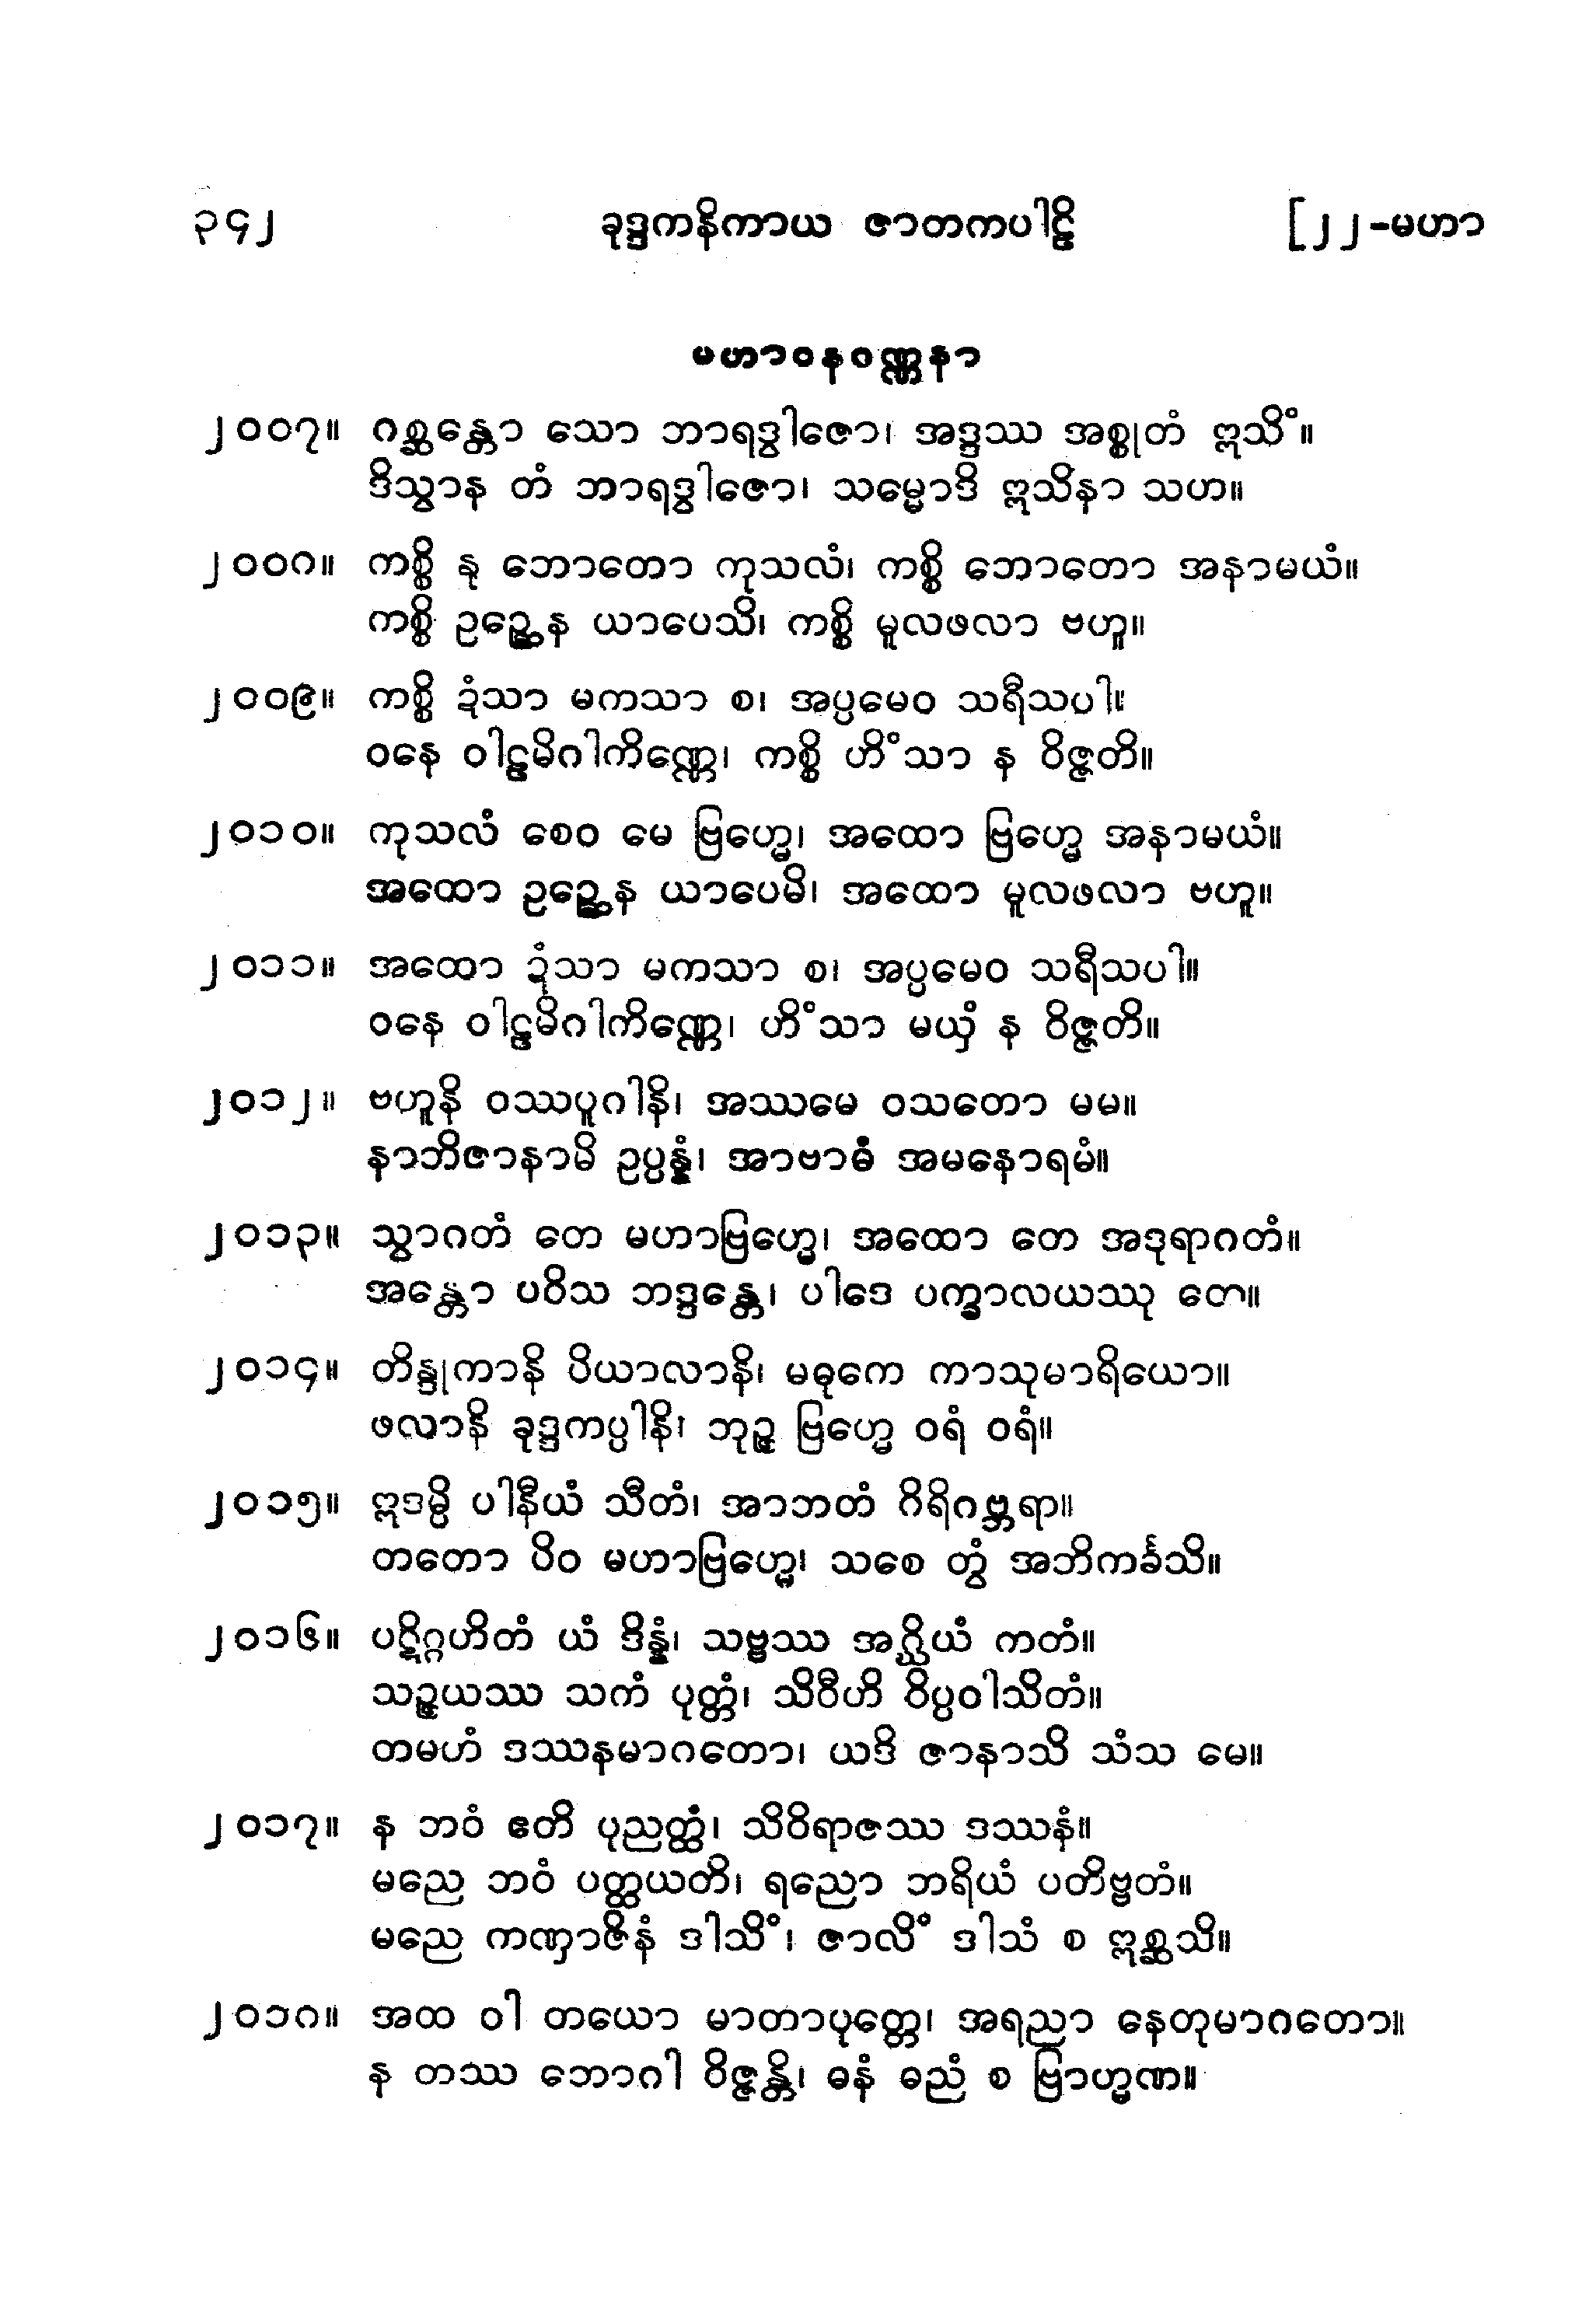 ၃၄၂ ခုဒ္ဒကနိကာယ ဇာတကပါဠိ [၂၂-မဟာ
မဟာဝနဝဏ္ဏနာ
၂၀၀၇။ ဂစ္ဆန္တော သော ဘာရဒွါဇော၊ အဒ္ဒဿ အစ္စုတံ ဣသိံ။
ဒိသွာန တံ ဘာရဒွါဇော၊ သမ္မောဒိ ဣသိနာ သဟ။
၂၀၀၈။ ကစ္စိ နု ဘောတော ကုသလံ၊ ကစ္စိ ဘောတော အနာမယံ။
ကစ္စိ ဥဉ္ဆေန ယာပေသိ၊ ကစ္စိ မူလဖလာ ဗဟူ။
၂၀၀၉။ ကစ္စိ ဍံသာ မကသာ စ၊ အပ္ပမေဝ သရီသပါ။
ဝနေ ဝါဠမိဂါကိဏ္ဏေ၊ ကစ္စိ ဟိံသာ န ဝိဇ္ဇတိ။
၂၀၁၀။ ကုသလံ စေဝ မေ ဗြဟ္မေ၊ အထော ဗြဟ္မေ အနာမယံ။
အထော ဥဉ္ဆေန ယာပေမိ၊ အထော မူလဖလာ ဗဟူ။
၂၀၁၁။ အထော ဍံသာ မကသာ စ၊ အပ္ပမေဝ သရီသပါ။
ဝနေ ဝါဠမိဂါကိဏ္ဏေ၊ ဟိံသာ မယှံ န ဝိဇ္ဇတိ။
၂၀၁၂။ ဗဟူနိ ဝဿပူဂါနိ၊ အဿမေ ဝသတော မမ။
နာဘိဇာနာမိ ဥပ္ပန္နံ၊ အာဗာဓံ အမနောရမံ။
၂၀၁၃။ သွာဂတံ တေ မဟာဗြဟ္မေ၊ အထော တေ အဒုရာဂတံ။
အန္တော ပဝိသ ဘဒ္ဒန္တေ၊ ပါဒေ ပက္ခာလယဿု တေ။
၂၀၁၄။ တိန္ဒုကာနိ ပိယာလာနိ၊ မဓုကေ ကာသုမာရိယော။
ဖလာနိ ခုဒ္ဒကပ္ပါနိ၊ ဘုဉ္ဇ ဗြဟ္မေ ဝရံ ဝရံ။
၂၀၁၅။ ဣဒမ္ပိ ပါနီယံ သီတံ၊ အာဘတံ ဂိရိဂဗ္ဘရာ။
တတော ပိဝ မဟာဗြဟ္မေ၊ သစေ တွံ အဘိကင်္ခသိ။
၂၀၁၆။ ပဋိဂ္ဂဟိတံ ယံ ဒိန္နံ၊ သဗ္ဗဿ အဂ္ဃိယံ ကတံ။
သဉ္ဇယဿ သကံ ပုတ္တံ၊ သိဝီဟိ ဝိပ္ပဝါသိတံ။
တမဟံ ဒဿနမာဂတော၊ ယဒိ ဇာနာသိ သံသ မေ။
၂၀၁၇။ န ဘဝံ ဧတိ ပုညတ္ထံ၊ သိဝိရာဇဿ ဒဿနံ။
မညေ ဘဝံ ပတ္ထယတိ၊ ရညော ဘရိယံ ပတိဗ္ဗတံ။
မညေ ကဏှာဇိနံ ဒါသိံ၊ ဇာလိံ ဒါသံ စ ဣစ္ဆသိ။
၂၀၁၈။ အထ ဝါ တယော မာတာပုတ္တေ၊ အရညာ နေတုမာဂတော။
န တဿ ဘောဂါ ဝိဇ္ဇန္တိ၊ ဓနံ ဓညံ စ ဗြာဟ္မဏ။